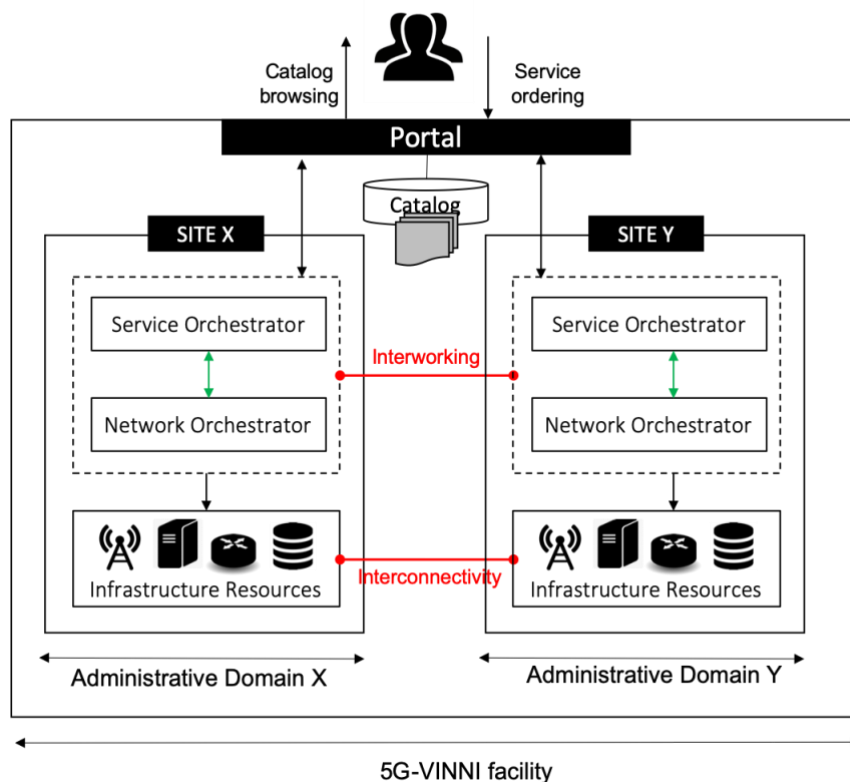 Catalog
browsing
Service
ordering
Portal
Catalog
SITE X
SITE Y
Service Orchestrator
Service Orchestrator
Interworking
Network Orchestrator
Network Orchestrator
Infrastructure Resources
Interconnectivity
Infrastructure Resources
Administrative Domain X
Administrative Domain Y
5G-VINNI facility